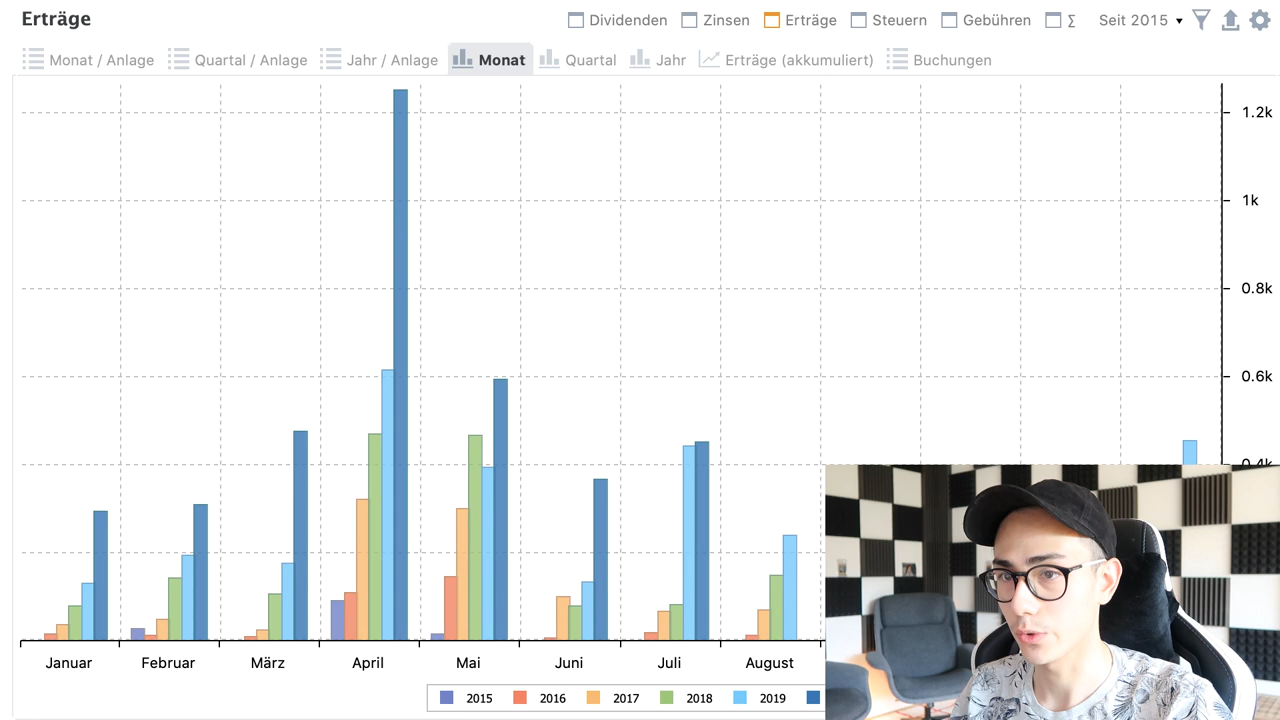 Erträge
Dividenden Zinsen Erträge Steuern Gebühren Σ Seit 2015
Monat / Anlage Quartal / Anlage Jahr / Anlage Monat Quartal Jahr Erträge (akkumuliert) Buchungen
1.2k
1k
0.8k
0.6k
0.4k
Januar Februar März April Mai Juni Juli August
2015 2016 2017 2018 2019